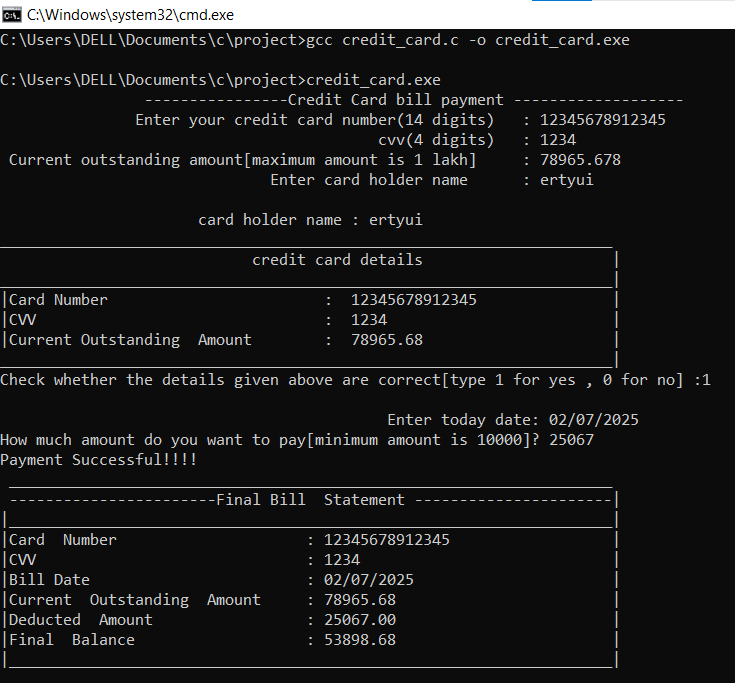 C:\Windows\system32\cmd.exe
C:\Users\DELL\Documents\c\project>gcc credit_card.c -o credit_card.exe
C:\Users\DELL\Documents\c\project>credit_card.exe
----------------Credit Card bill payment -------------------
Enter your credit card number(14 digits)   : 12345678912345
cvv(4 digits)   : 1234
Current outstanding amount[maximum amount is 1 lakh]     : 78965.678
Enter card holder name      : ertyui
card holder name : ertyui
credit card details                     |
|
|Card Number                        :  12345678912345               |
|CVV                                :  1234                         |
|Current Outstanding  Amount        :  78965.68                     |
|
Check whether the details given above are correct[type 1 for yes , 0 for no] :1
Enter today date: 02/07/2025
How much amount do you want to pay[minimum amount is 10000]? 25067
Payment Successful!!!!
-----------------------Final Bill  Statement ----------------------|
|___________________________________________________________________|
|Card  Number                     : 12345678912345                  |
|CVV                              : 1234                            |
|Bill Date                        : 02/07/2025                      |
|Current  Outstanding  Amount     : 78965.68                        |
|Deducted  Amount                 : 25067.00                        |
|Final  Balance                   : 53898.68                        |
|___________________________________________________________________|